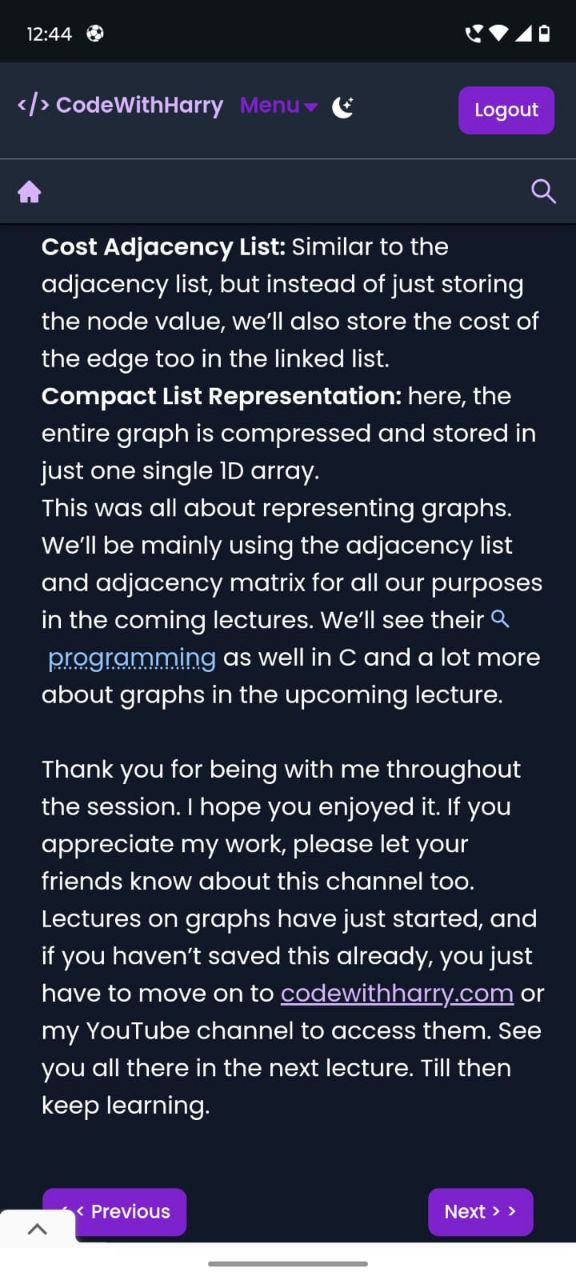 12:44
</> CodeWithHarry Menu Logout
Cost Adjacency List: Similar to the
adjacency list, but instead of just storing
the node value, we’ll also store the cost of
the edge too in the linked list.
Compact List Representation: here, the
entire graph is compressed and stored in
just one single 1D array.
This was all about representing graphs.
We’ll be mainly using the adjacency list
and adjacency matrix for all our purposes
in the coming lectures. We’ll see their
programming as well in C and a lot more
about graphs in the upcoming lecture.
Thank you for being with me throughout
the session. I hope you enjoyed it. If you
appreciate my work, please let your
friends know about this channel too.
Lectures on graphs have just started, and
if you haven’t saved this already, you just
have to move on to codewithharry.com or
my YouTube channel to access them. See
you all there in the next lecture. Till then
keep learning.
< < Previous Next > >